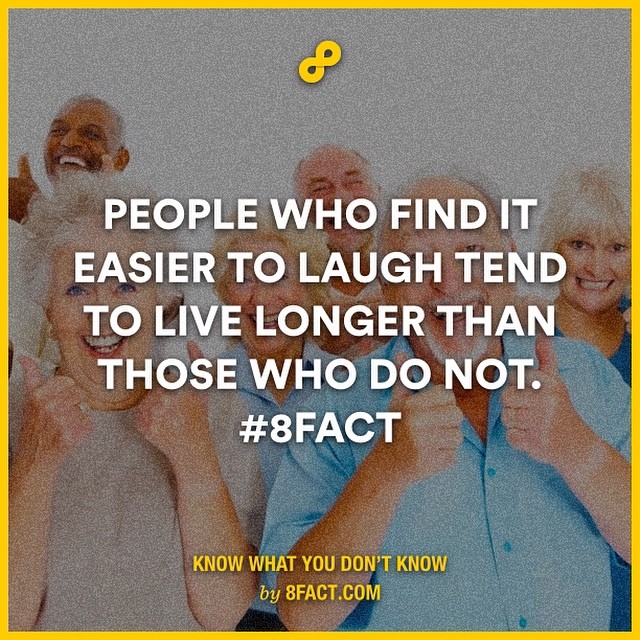 PEOPLE WHO FIND IT
EASIER TO LAUGH TEND
TO LIVE LONGER THAN
THOSE WHO DO NOT.
#8FACT
KNOW WHAT YOU DON'T KNOW
by 8FACT.COM